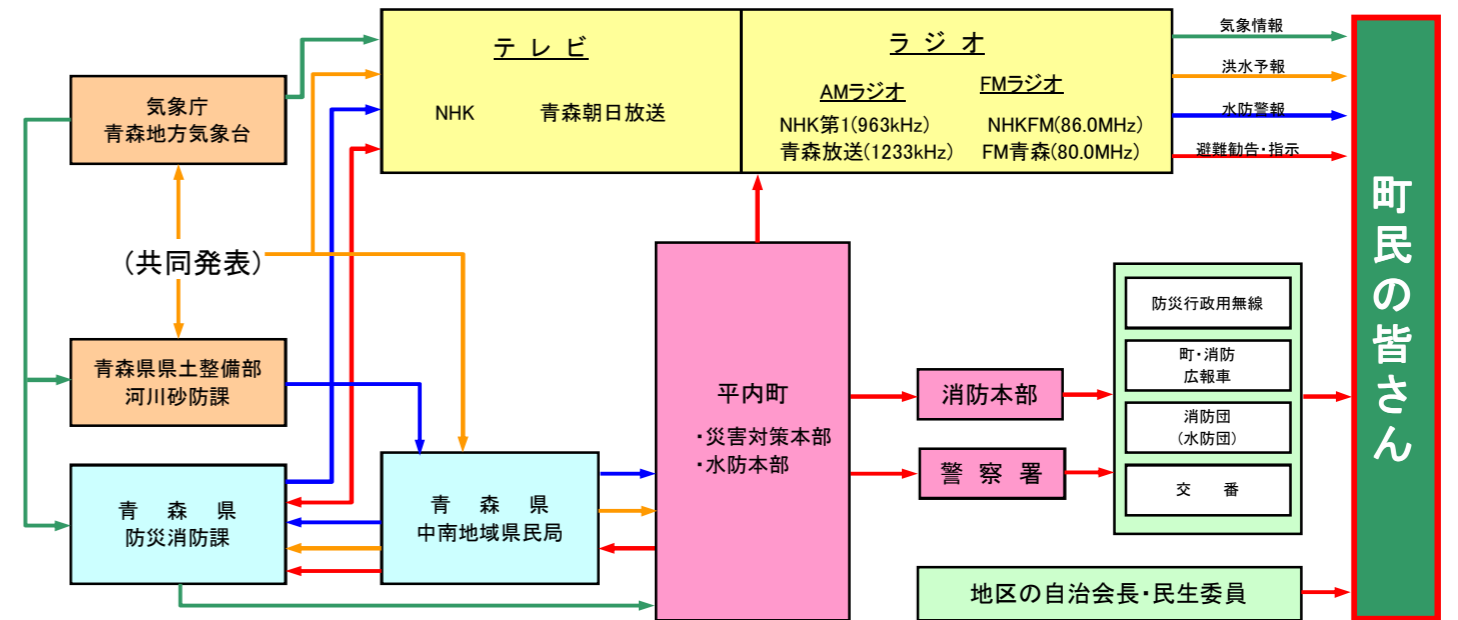 テレビ
NHK 青森朝日放送
ラジオ
AMラジオ
NHK第1(963kHz)
青森放送(1233kHz)
FMラジオ
NHKFM(86.0MHz)
FM青森(80.0MHz)
気象情報
洪水予報
水防警報
避難勧告・指示
気象庁
青森地方気象台
(共同発表)
青森県県土整備部
河川砂防課
青森県
防災消防課
青森県
中南地域県民局
平内町
・災害対策本部
・水防本部
消防本部
警察署
防災行政用無線
町・消防
広報車
消防団
(水防団)
交番
地区の自治会長・民生委員
町民の皆さん